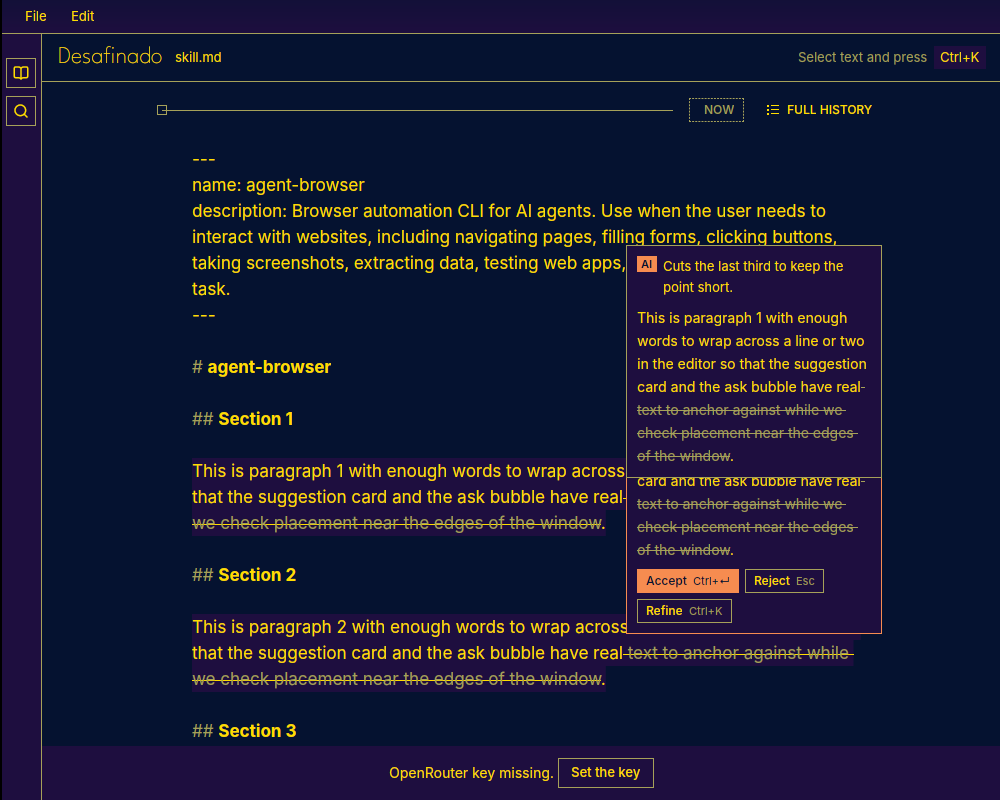 File Edit
Desafinado skill.md Select text and press Ctrl+K
NOW FULL HISTORY
---
name: agent-browser
description: Browser automation CLI for AI agents. Use when the user needs to
interact with websites, including navigating pages, filling forms, clicking buttons,
taking screenshots, extracting data, testing web apps,
task.
---
# agent-browser
## Section 1
This is paragraph 1 with enough words to wrap across
that the suggestion card and the ask bubble have real
we check placement near the edges of the window.
## Section 2
This is paragraph 2 with enough words to wrap across
that the suggestion card and the ask bubble have real text to anchor against while
we check placement near the edges of the window.
## Section 3
AI Cuts the last third to keep the
point short.
This is paragraph 1 with enough
words to wrap across a line or two
in the editor so that the suggestion
card and the ask bubble have real
text to anchor against while we
check placement near the edges
of the window.
card and the ask bubble have real
text to anchor against while we
check placement near the edges
of the window.
Accept Ctrl+↵ Reject Esc
Refine Ctrl+K
OpenRouter key missing. Set the key